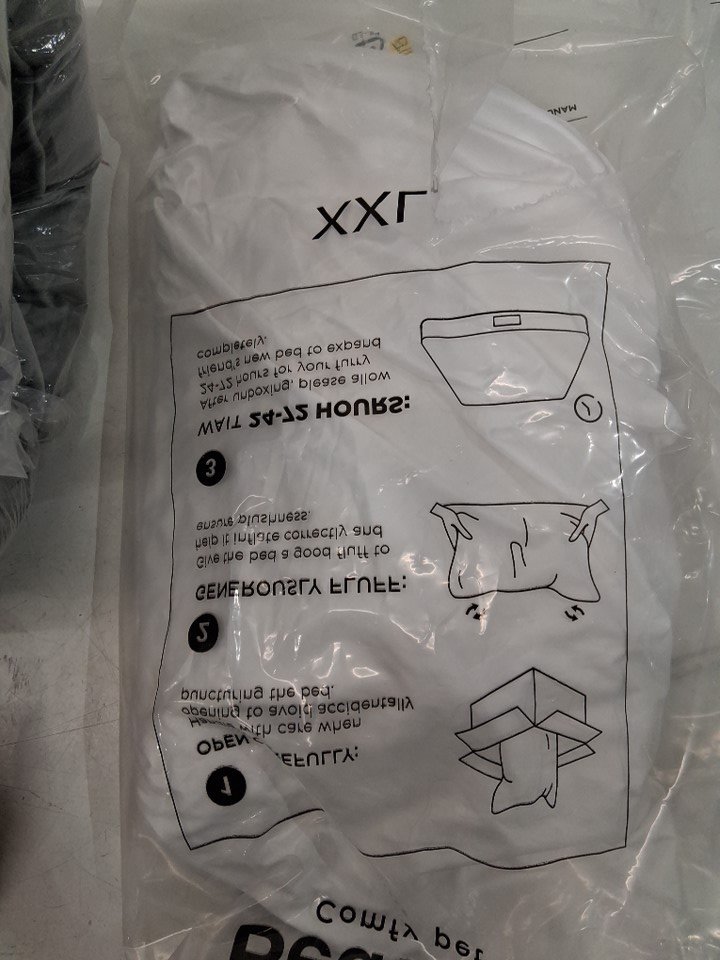 Comfy pet
1
OPEN EFULLY:
with care when
opening to avoid accidentally
puncturing the bed.
2
GENEROUSLY FLUFF:
Give the bed a good fluff to
help it inflate correctly and
ensure plushness.
3
WAIT 24-72 HOURS:
After unboxing, please allow
24-72 hours for your furry
friend's new bed to expand
completely.
XXL